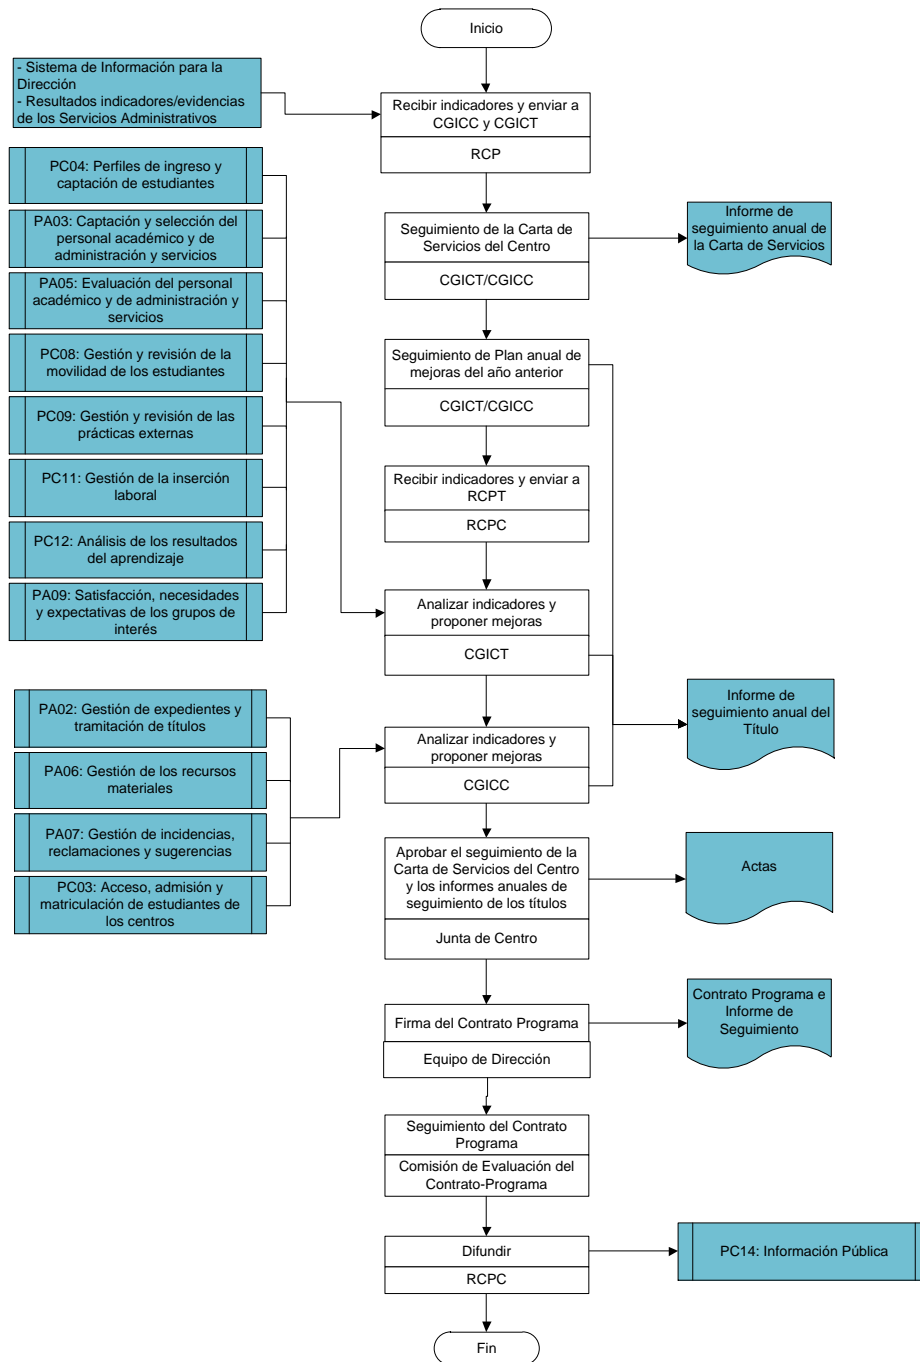 Inicio
- Sistema de Información para la
Dirección
- Resultados indicadores/evidencias
de los Servicios Administrativos
Recibir indicadores y enviar a
CGICC y CGICT
RCP
PC04: Perfiles de ingreso y
captación de estudiantes
PA03: Captación y selección del
personal académico y de
administración y servicios
PA05: Evaluación del personal
académico y de administración y
servicios
PC08: Gestión y revisión de la
movilidad de los estudiantes
PC09: Gestión y revisión de las
prácticas externas
PC11: Gestión de la inserción
laboral
PC12: Análisis de los resultados
del aprendizaje
PA09: Satisfacción, necesidades
y expectativas de los grupos de
interés
Seguimiento de la Carta de
Servicios del Centro
CGICT/CGICC
Informe de
seguimiento anual de
la Carta de Servicios
Seguimiento de Plan anual de
mejoras del año anterior
CGICT/CGICC
Recibir indicadores y enviar a
RCPT
RCPC
Analizar indicadores y
proponer mejoras
CGICT
PA02: Gestión de expedientes y
tramitación de títulos
PA06: Gestión de los recursos
materiales
PA07: Gestión de incidencias,
reclamaciones y sugerencias
PC03: Acceso, admisión y
matriculación de estudiantes de
los centros
Analizar indicadores y
proponer mejoras
CGICC
Informe de
seguimiento anual del
Título
Aprobar el seguimiento de la
Carta de Servicios del Centro
y los informes anuales de
seguimiento de los títulos
Junta de Centro
Actas
Firma del Contrato Programa
Equipo de Dirección
Contrato Programa e
Informe de
Seguimiento
Seguimiento del Contrato
Programa
Comisión de Evaluación del
Contrato-Programa
Difundir
RCPC
PC14: Información Pública
Fin